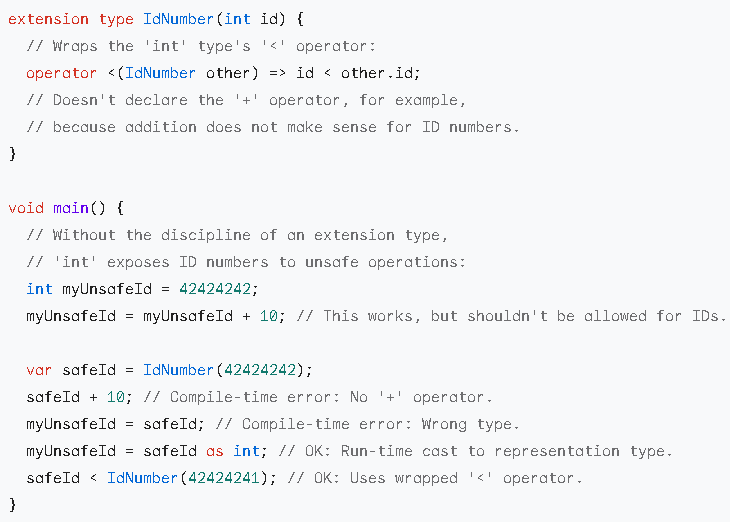 extension type IdNumber(int id) {
  // Wraps the 'int' type's '<' operator:
  operator <(IdNumber other) => id < other.id;
  // Doesn't declare the '+' operator, for example,
  // because addition does not make sense for ID numbers.
}

void main() {
  // Without the discipline of an extension type,
  // 'int' exposes ID numbers to unsafe operations:
  int myUnsafeId = 42424242;
  myUnsafeId = myUnsafeId + 10; // This works, but shouldn't be allowed for IDs.

  var safeId = IdNumber(42424242);
  safeId + 10; // Compile-time error: No '+' operator.
  myUnsafeId = safeId; // Compile-time error: Wrong type.
  myUnsafeId = safeId as int; // OK: Run-time cast to representation type.
  safeId < IdNumber(42424241); // OK: Uses wrapped '<' operator.
}